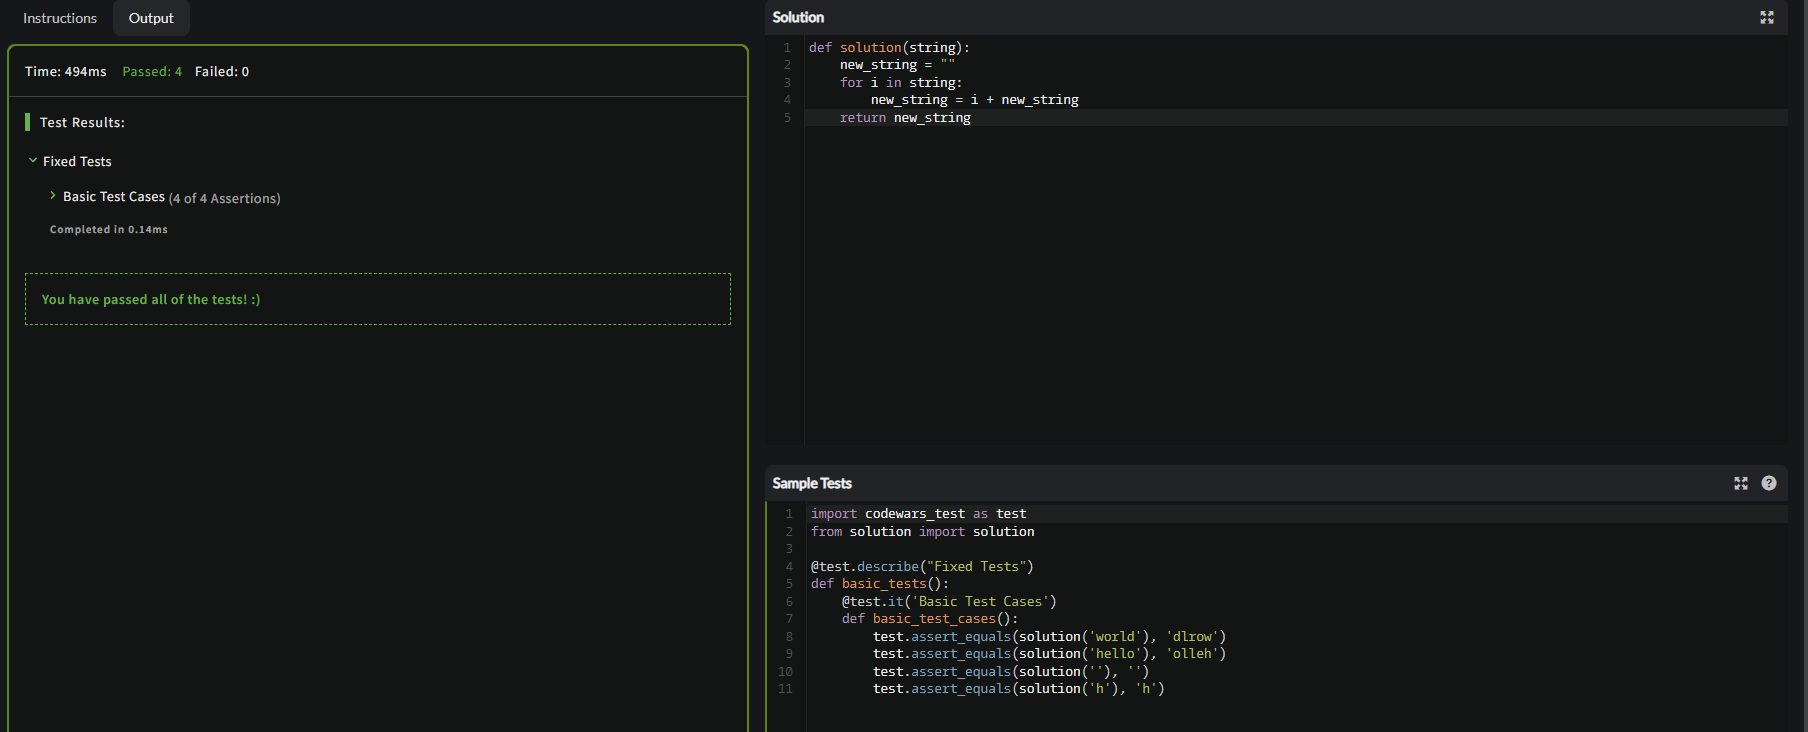 Instructions
Output
Time: 494ms Passed: 4 Failed: 0
Test Results:
Fixed Tests
Basic Test Cases (4 of 4 Assertions)
Completed in 0.14ms
You have passed all of the tests! :)
Solution
1 def solution(string):
2     new_string = ""
3     for i in string:
4         new_string = i + new_string
5     return new_string
Sample Tests
?
1 import codewars_test as test
2 from solution import solution
3
4 @test.describe("Fixed Tests")
5 def basic_tests():
6     @test.it('Basic Test Cases')
7     def basic_test_cases():
8         test.assert_equals(solution('world'), 'dlrow')
9         test.assert_equals(solution('hello'), 'olleh')
10         test.assert_equals(solution(''), '')
11         test.assert_equals(solution('h'), 'h')